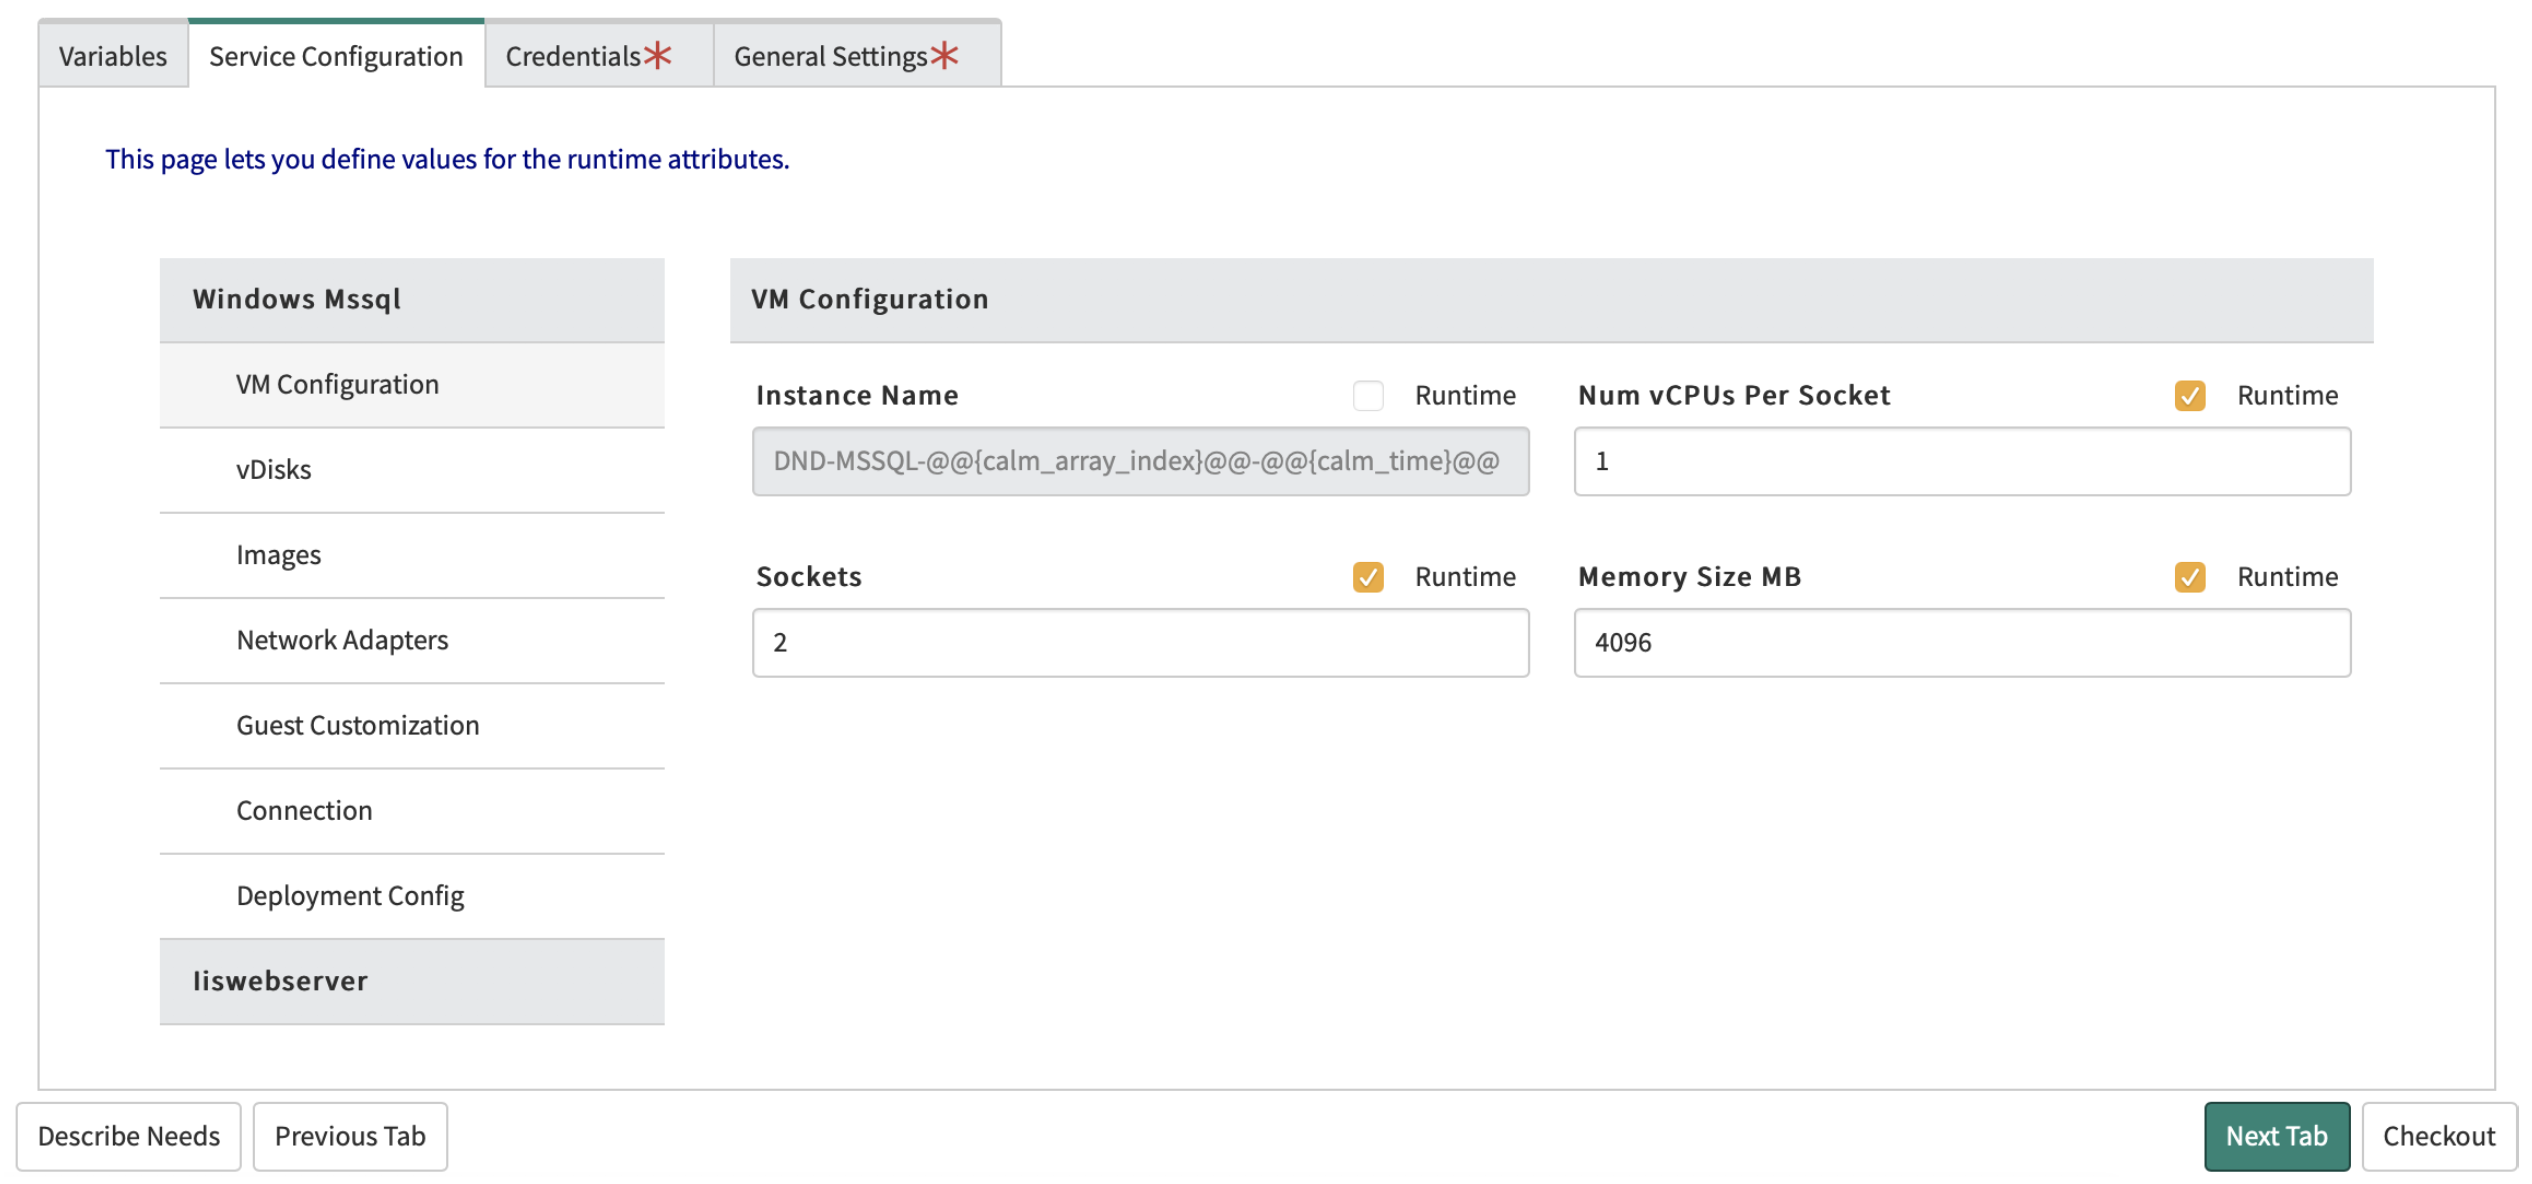 Variables
Service Configuration
Credentials*
General Settings*
This page lets you define values for the runtime attributes.
Windows Mssql
VM Configuration
vDisks
Images
Network Adapters
Guest Customization
Connection
Deployment Config
Iiswebserver
VM Configuration
Instance Name
Runtime
DND-MSSQL-@@{calm_array_index}@@-@@{calm_time}@@
Num vCPUs Per Socket
Runtime
1
Sockets
Runtime
2
Memory Size MB
Runtime
4096
Describe Needs
Previous Tab
Next Tab
Checkout